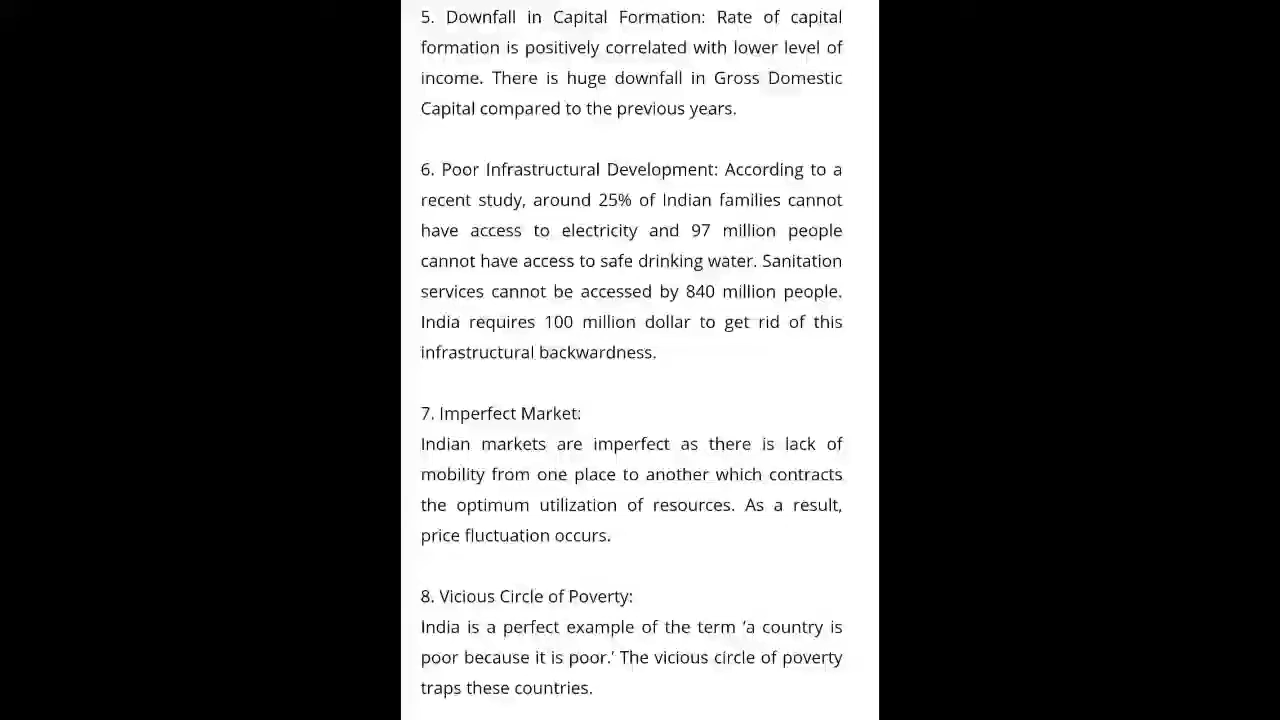 5. Downfall in Capital Formation: Rate of capital
formation is positively correlated with lower level of
income. There is huge downfall in Gross Domestic
Capital compared to the previous years.
6. Poor Infrastructural Development: According to a
recent study, around 25% of Indian families cannot
have access to electricity and 97 million people
cannot have access to safe drinking water. Sanitation
services cannot be accessed by 840 million people.
India requires 100 million dollar to get rid of this
infrastructural backwardness.
7. Imperfect Market:
Indian markets are imperfect as there is lack of
mobility from one place to another which contracts
the optimum utilization of resources. As a result,
price fluctuation occurs.
8. Vicious Circle of Poverty:
India is a perfect example of the term ‘a country is
poor because it is poor.’ The vicious circle of poverty
traps these countries.